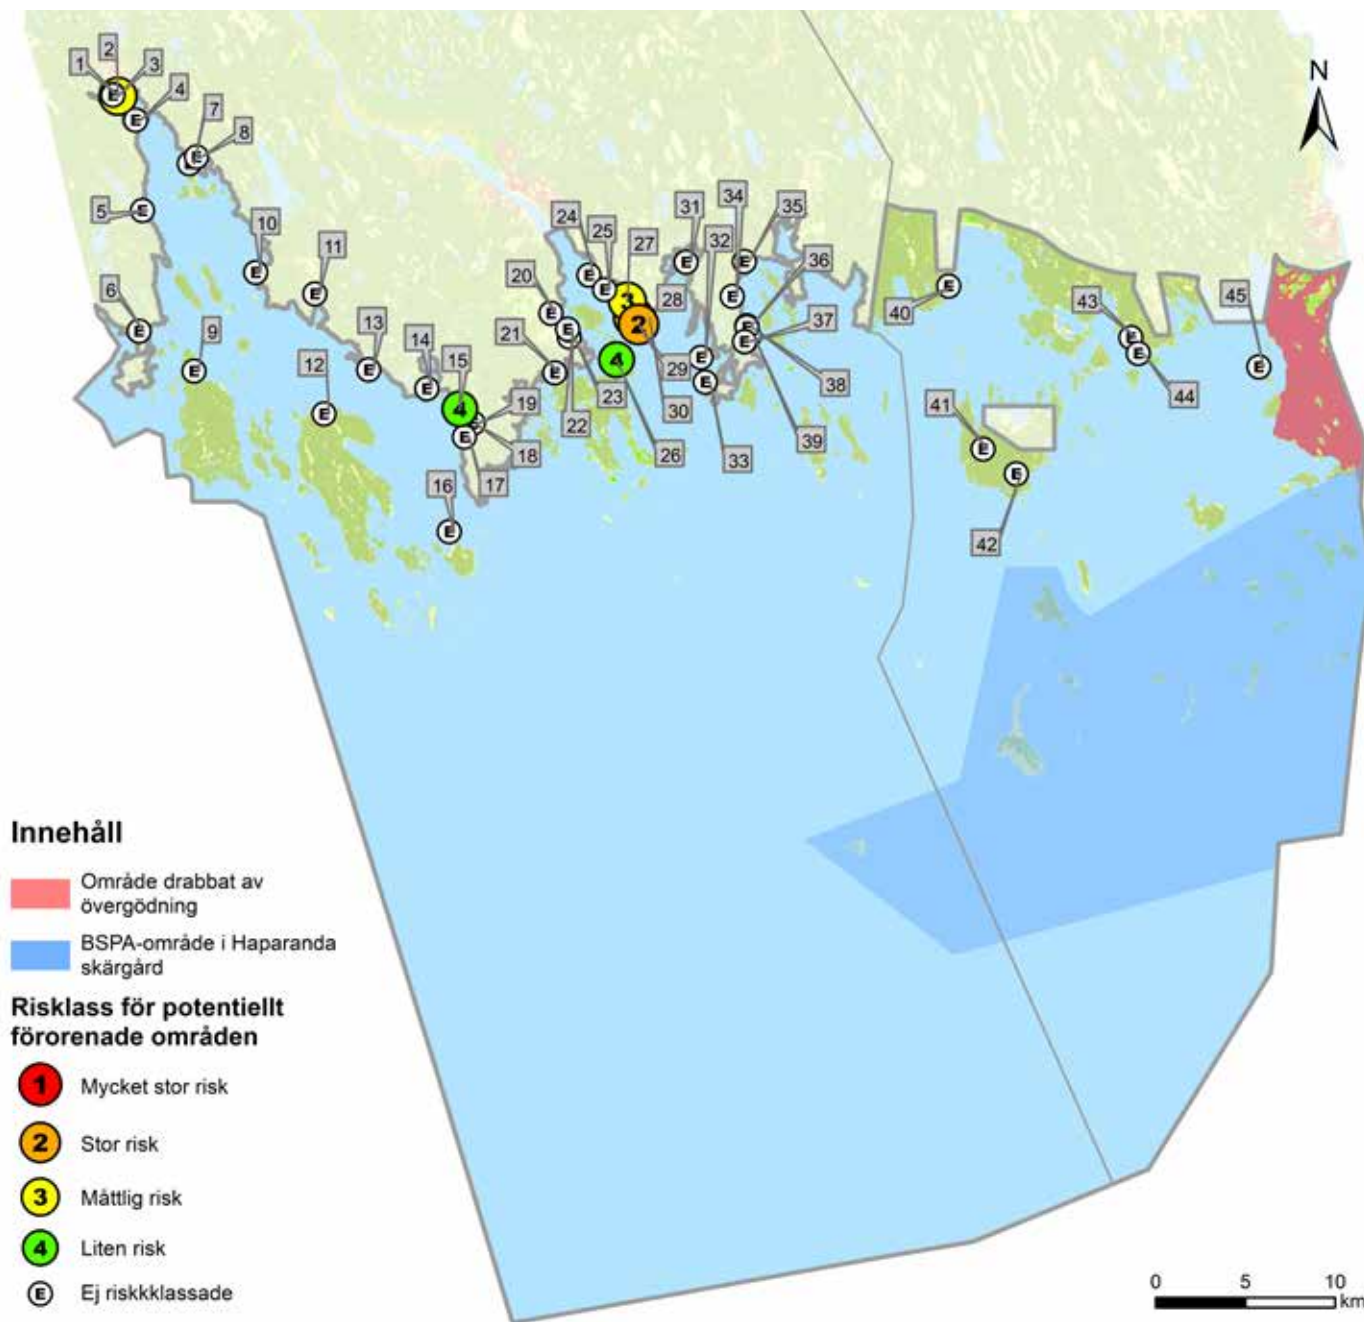 N
2
1
3
4
7
8
5
10
11
6
9
12
13
14
15
16
17
18
19
20
21
22
23
24
25
26
27
28
29
30
31
32
33
34
35
36
37
38
39
40
41
42
43
44
45
E
E
E
E
E
E
E
E
E
E
E
E
4
E
E
E
E
E
E
E
3
2
4
E
E
E
E
E
E
E
E
E
E
E
E
E
Innehåll
Område drabbat av
övergödning
BSPA-område i Haparanda
skärgård
Risklass för potentiellt
förorenade områden
1 Mycket stor risk
2 Stor risk
3 Måttlig risk
4 Liten risk
E Ej riskkklassade
0 5 10
km